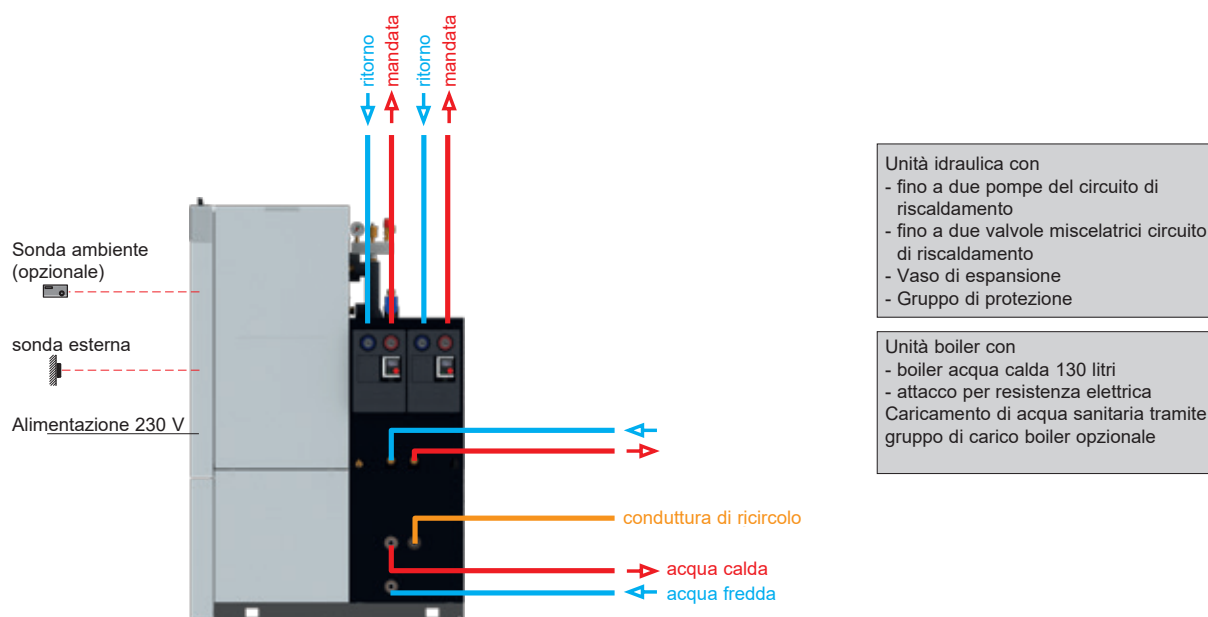 ritorno
mandata
ritorno
mandata
Sonda ambiente
(opzionale)
sonda esterna
Alimentazione 230 V
conduttura di ricircolo
acqua calda
acqua fredda
Unità idraulica con
- fino a due pompe del circuito di
riscaldamento
- fino a due valvole miscelatrici circuito
di riscaldamento
- Vaso di espansione
- Gruppo di protezione
Unità boiler con
- boiler acqua calda 130 litri
- attacco per resistenza elettrica
Caricamento di acqua sanitaria tramite
gruppo di carico boiler opzionale